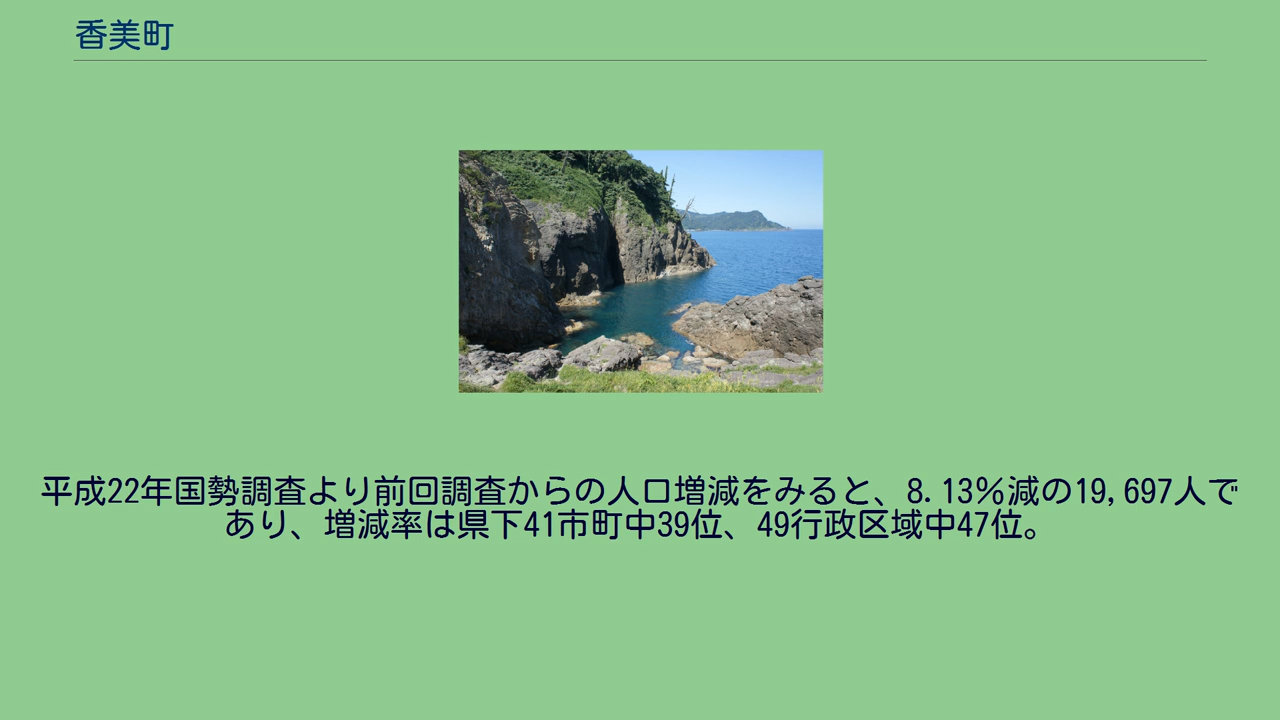 香美町
平成22年国勢調査より前回調査からの人口増減をみると、8.13%減の19,697人で
あり、増減率は県下41市町中39位、49行政区域中47位。